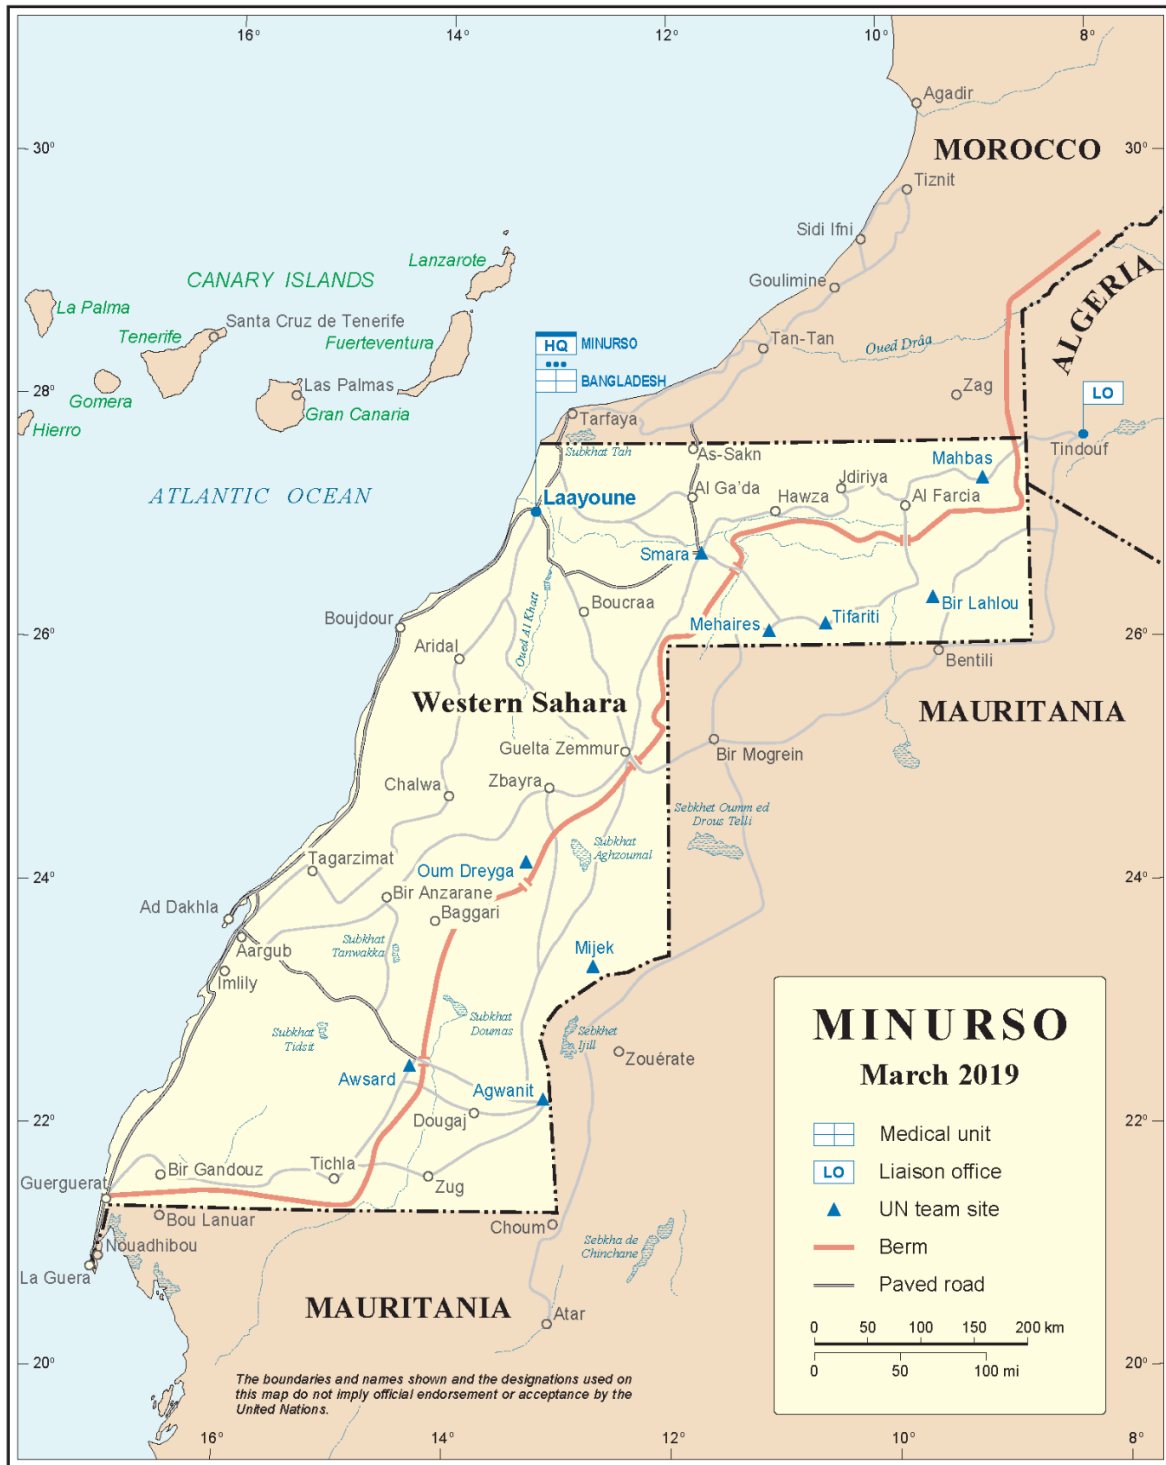 16°
14°
12°
10°
8°
Agadir
30°
MOROCCO
30°
Tiznit
Sidi Ifni
Lanzarote
Goulimine
CANARY ISLANDS
La Palma
Santa Cruz de Tenerife
Tenerife
Fuerteventura
HQ
MINURSO
Tan-Tan
Oued Drâa
ALGERIA
BANGLADESH
28°
Las Palmas
Zag
LO
28°
Gomera
Gran Canaria
Tarfaya
Hierro
Subkhat Tah
As-Sakn
Mahbas
Tindouf
ATLANTIC OCEAN
Laayoune
Al Ga'da
Jdiriya
Hawza
Al Farcia
Smara
Boucraa
Oued Al Khatt
Bir Lahlou
Boujdour
Mehaires
Tifariti
26°
Aridal
26°
Bentili
Western Sahara
MAURITANIA
Guelta Zemmur
Bir Mogrein
Chalwa
Zbayra
Sebkhet Oumm ed
Drous Telli
Subkhat
Aghzoumal
Tagarzimat
Oum Dreyga
24°
24°
Bir Anzarane
Ad Dakhla
Baggari
Aargub
Subkhat
Tanwakka
Mijek
Imlily
Subkhat
Doumas
Subkhat
Tidsit
Sebkhet
Ijill
Zouérate
Awsard
Agwanit
22°
Dougaj
22°
Bir Gandouz
Tichla
Zug
Guerguerat
Bou Lanuar
Choum
Nouadhibou
Sebkha de
Chinchane
La Guera
MAURITANIA
Atar
20°
20°
The boundaries and names shown and the designations used on
this map do not imply official endorsement or acceptance by the
United Nations.
MINURSO
March 2019
Medical unit
LO Liaison office
UN team site
Berm
Paved road
0 50 100 150 200 km
0 50 100 mi
16°
14°
12°
10°
8°